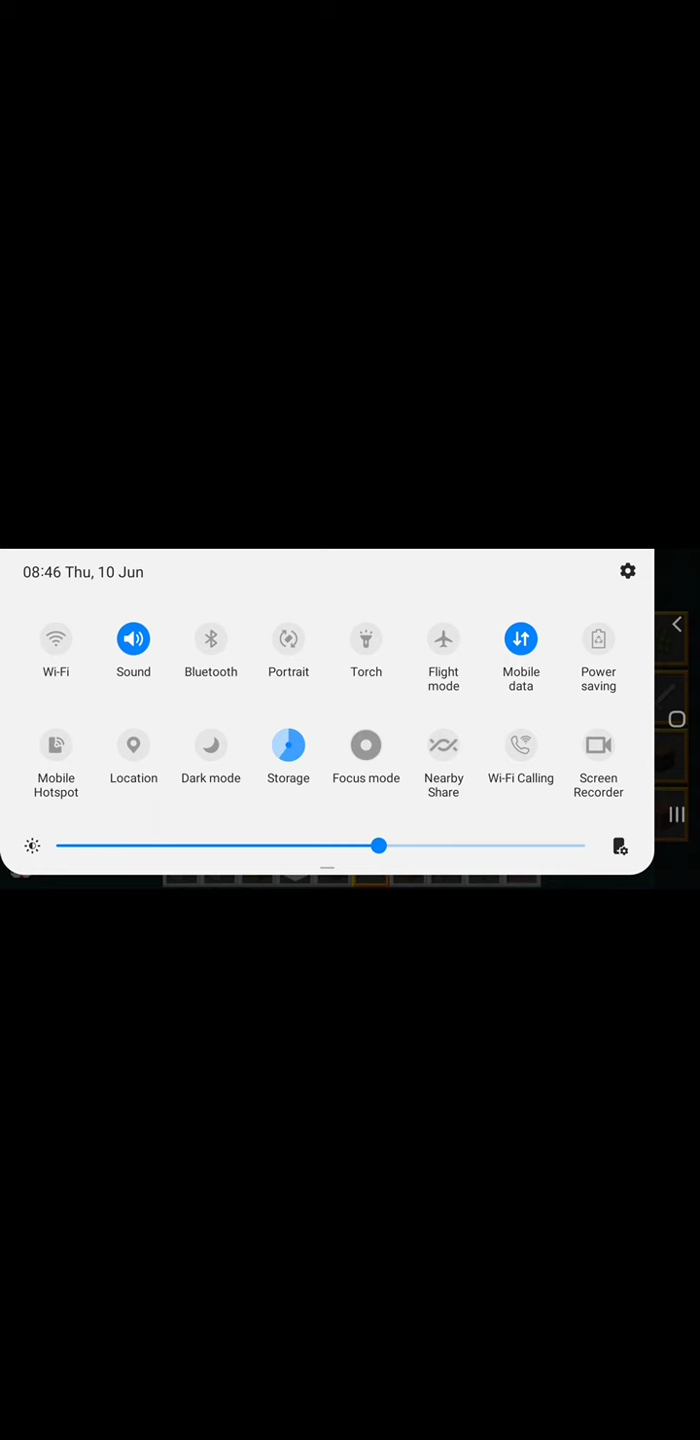 08:46 Thu, 10 Jun
Wi-Fi
Sound
Bluetooth
Portrait
Torch
Flight
mode
Mobile
data
Power
saving
Mobile
Hotspot
Location
Dark mode
Storage
Focus mode
Nearby
Share
Wi-Fi Calling
Screen
Recorder